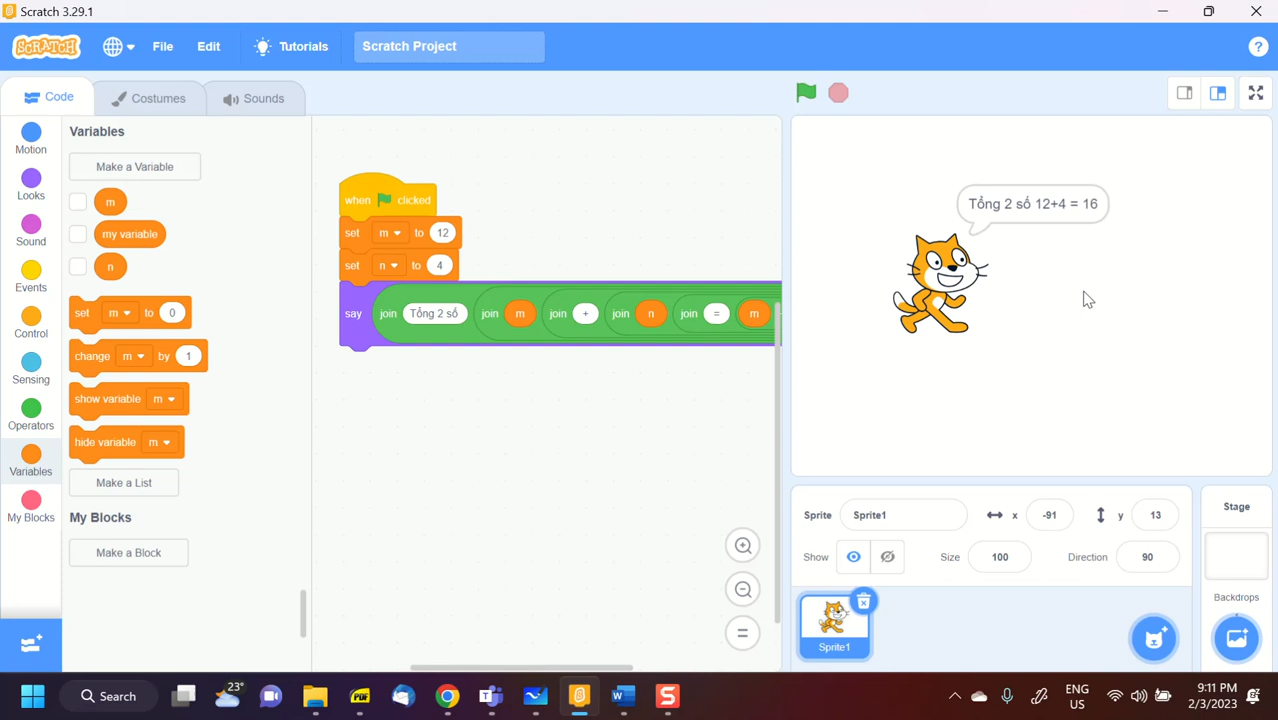 Scratch 3.29.1
SCRATCH
File
Edit
Tutorials
Scratch Project
?
Code
Costumes
Sounds
Motion
Looks
Sound
Events
Control
Sensing
Operators
Variables
My Blocks
Variables
Make a Variable
m
my variable
n
set m to 0
change m by 1
show variable m
hide variable m
Make a List
My Blocks
Make a Block
when clicked
set m to 12
set n to 4
say join Tổng 2 số join m join + join n join = m
Tổng 2 số 12+4 = 16
Sprite Sprite1 x -91 y 13
Show Size 100 Direction 90
Sprite1
Stage
Backdrops
Search
23°
PDF
W
S
ENG
US
9:11 PM
2/3/2023